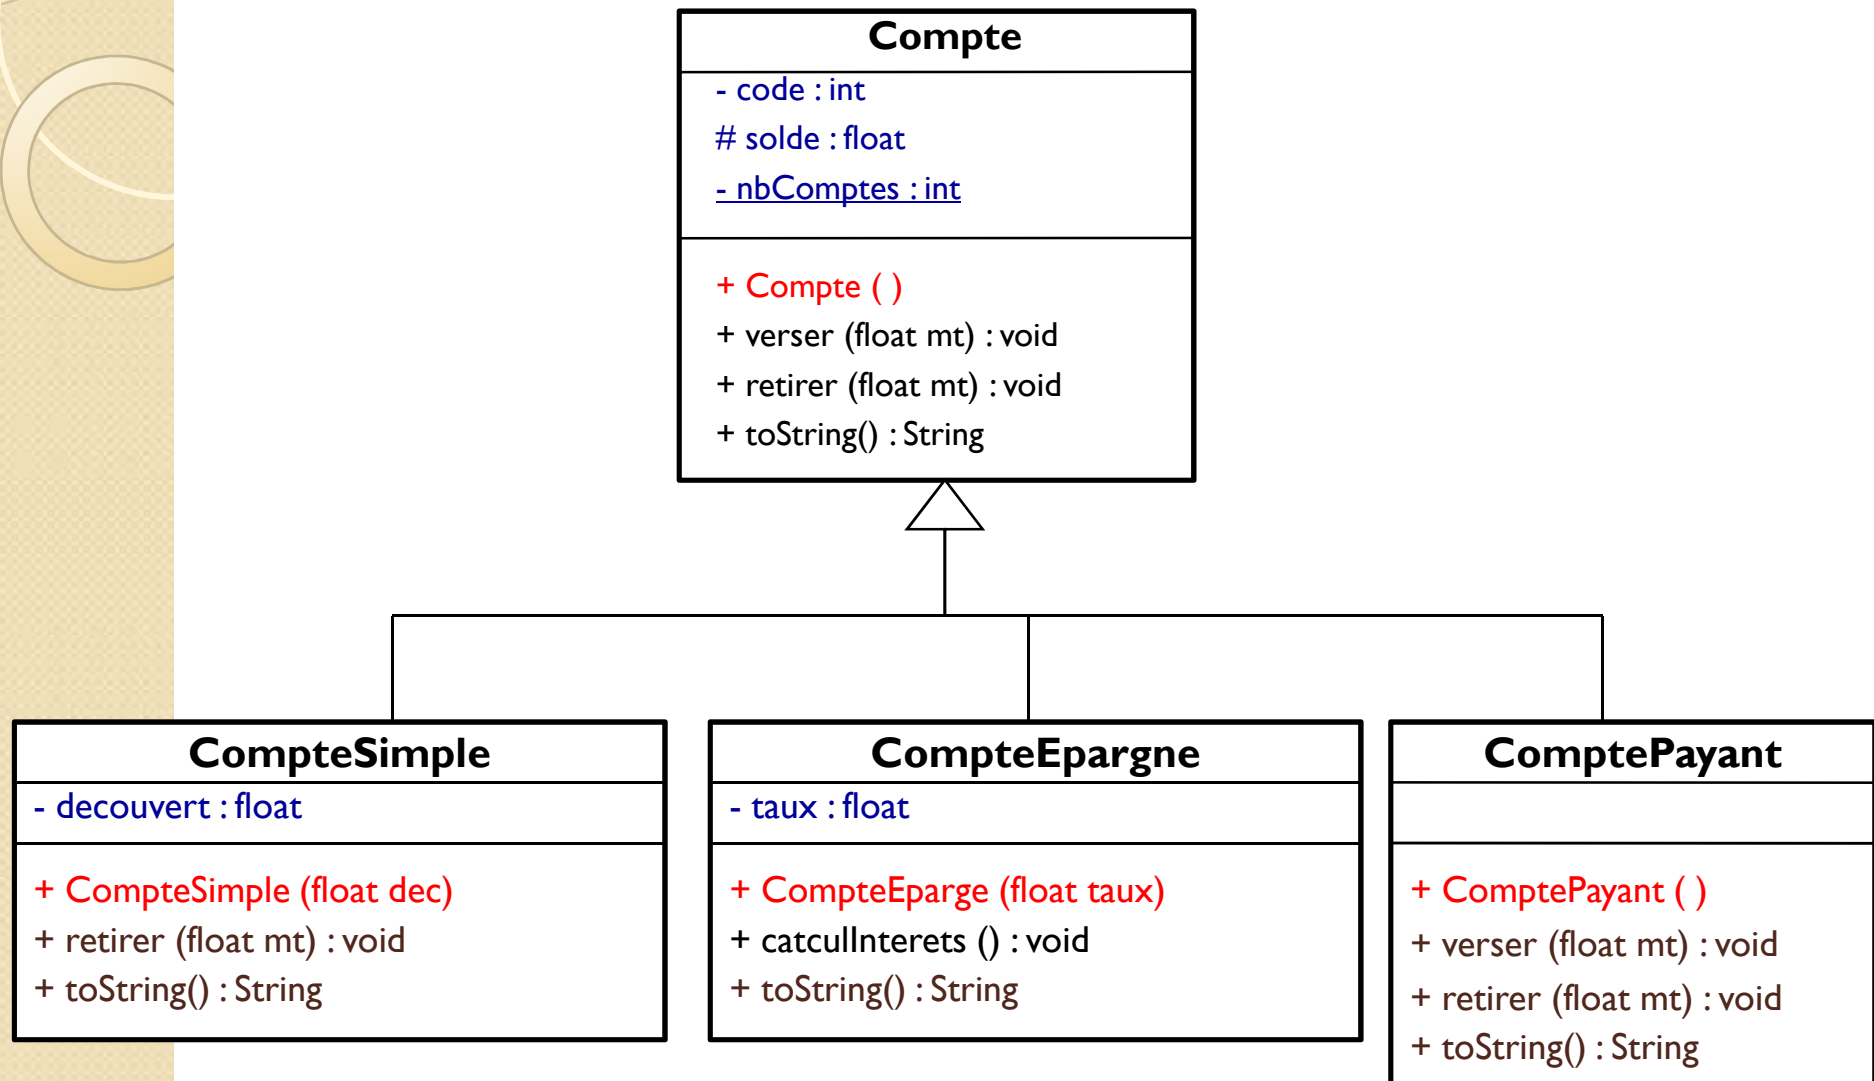 Compte
- code : int
# solde : float
- nbComptes : int
+ Compte ( )
+ verser (float mt) : void
+ retirer (float mt) : void
+ toString() : String
CompteSimple
- decouvert : float
+ CompteSimple (float dec)
+ retirer (float mt) : void
+ toString() : String
CompteEpargne
- taux : float
+ CompteEparge (float taux)
+ catculInterets () : void
+ toString() : String
ComptePayant
+ ComptePayant ( )
+ verser (float mt) : void
+ retirer (float mt) : void
+ toString() : String